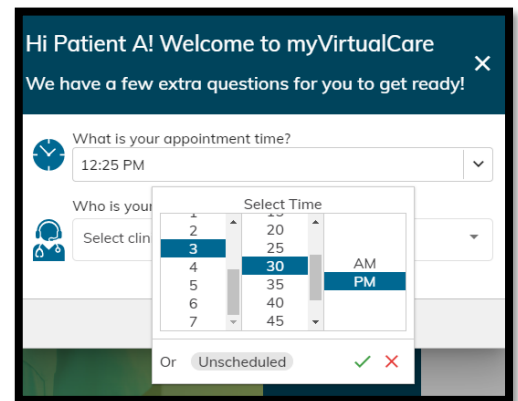 Hi Patient A! Welcome to myVirtualCare
We have a few extra questions for you to get ready!
What is your appointment time?
12:25 PM
Who is your
Select clin
Select Time
2 20
3 25
4 30 AM
5 35 PM
6 40
7 45
Or Unscheduled